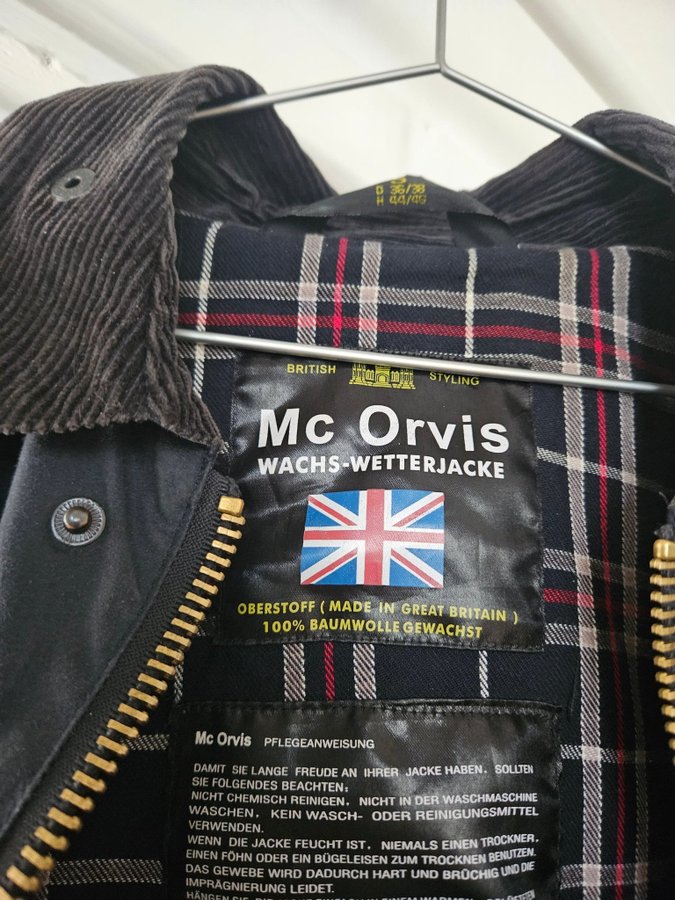 D 36/38
H 44/46
BRITISH STYLING
Mc Orvis
WACHS-WETTERJACKE
OBERSTOFF ( MADE IN GREAT BRITAIN )
100% BAUMWOLLE GEWACHST
Mc Orvis PFLEGEANWEISUNG
DAMIT SIE LANGE FREUDE AN IHRER JACKE HABEN, SOLLTEN
SIE FOLGENDES BEACHTEN:
NICHT CHEMISCH REINIGEN, NICHT IN DER WASCHMASCHINE
WASCHEN, KEIN WASCH- ODER REINIGUNGSMITTEL
VERWENDEN.
WENN DIE JACKE FEUCHT IST, NIEMALS EINEN TROCKNER,
EINEN FÖHN ODER EIN BÜGELEISEN ZUM TROCKNEN BENUTZEN.
DAS GEWEBE WIRD DADURCH HART UND BRÜCHIG UND DIE
IMPRÄGNIERUNG LEIDET.